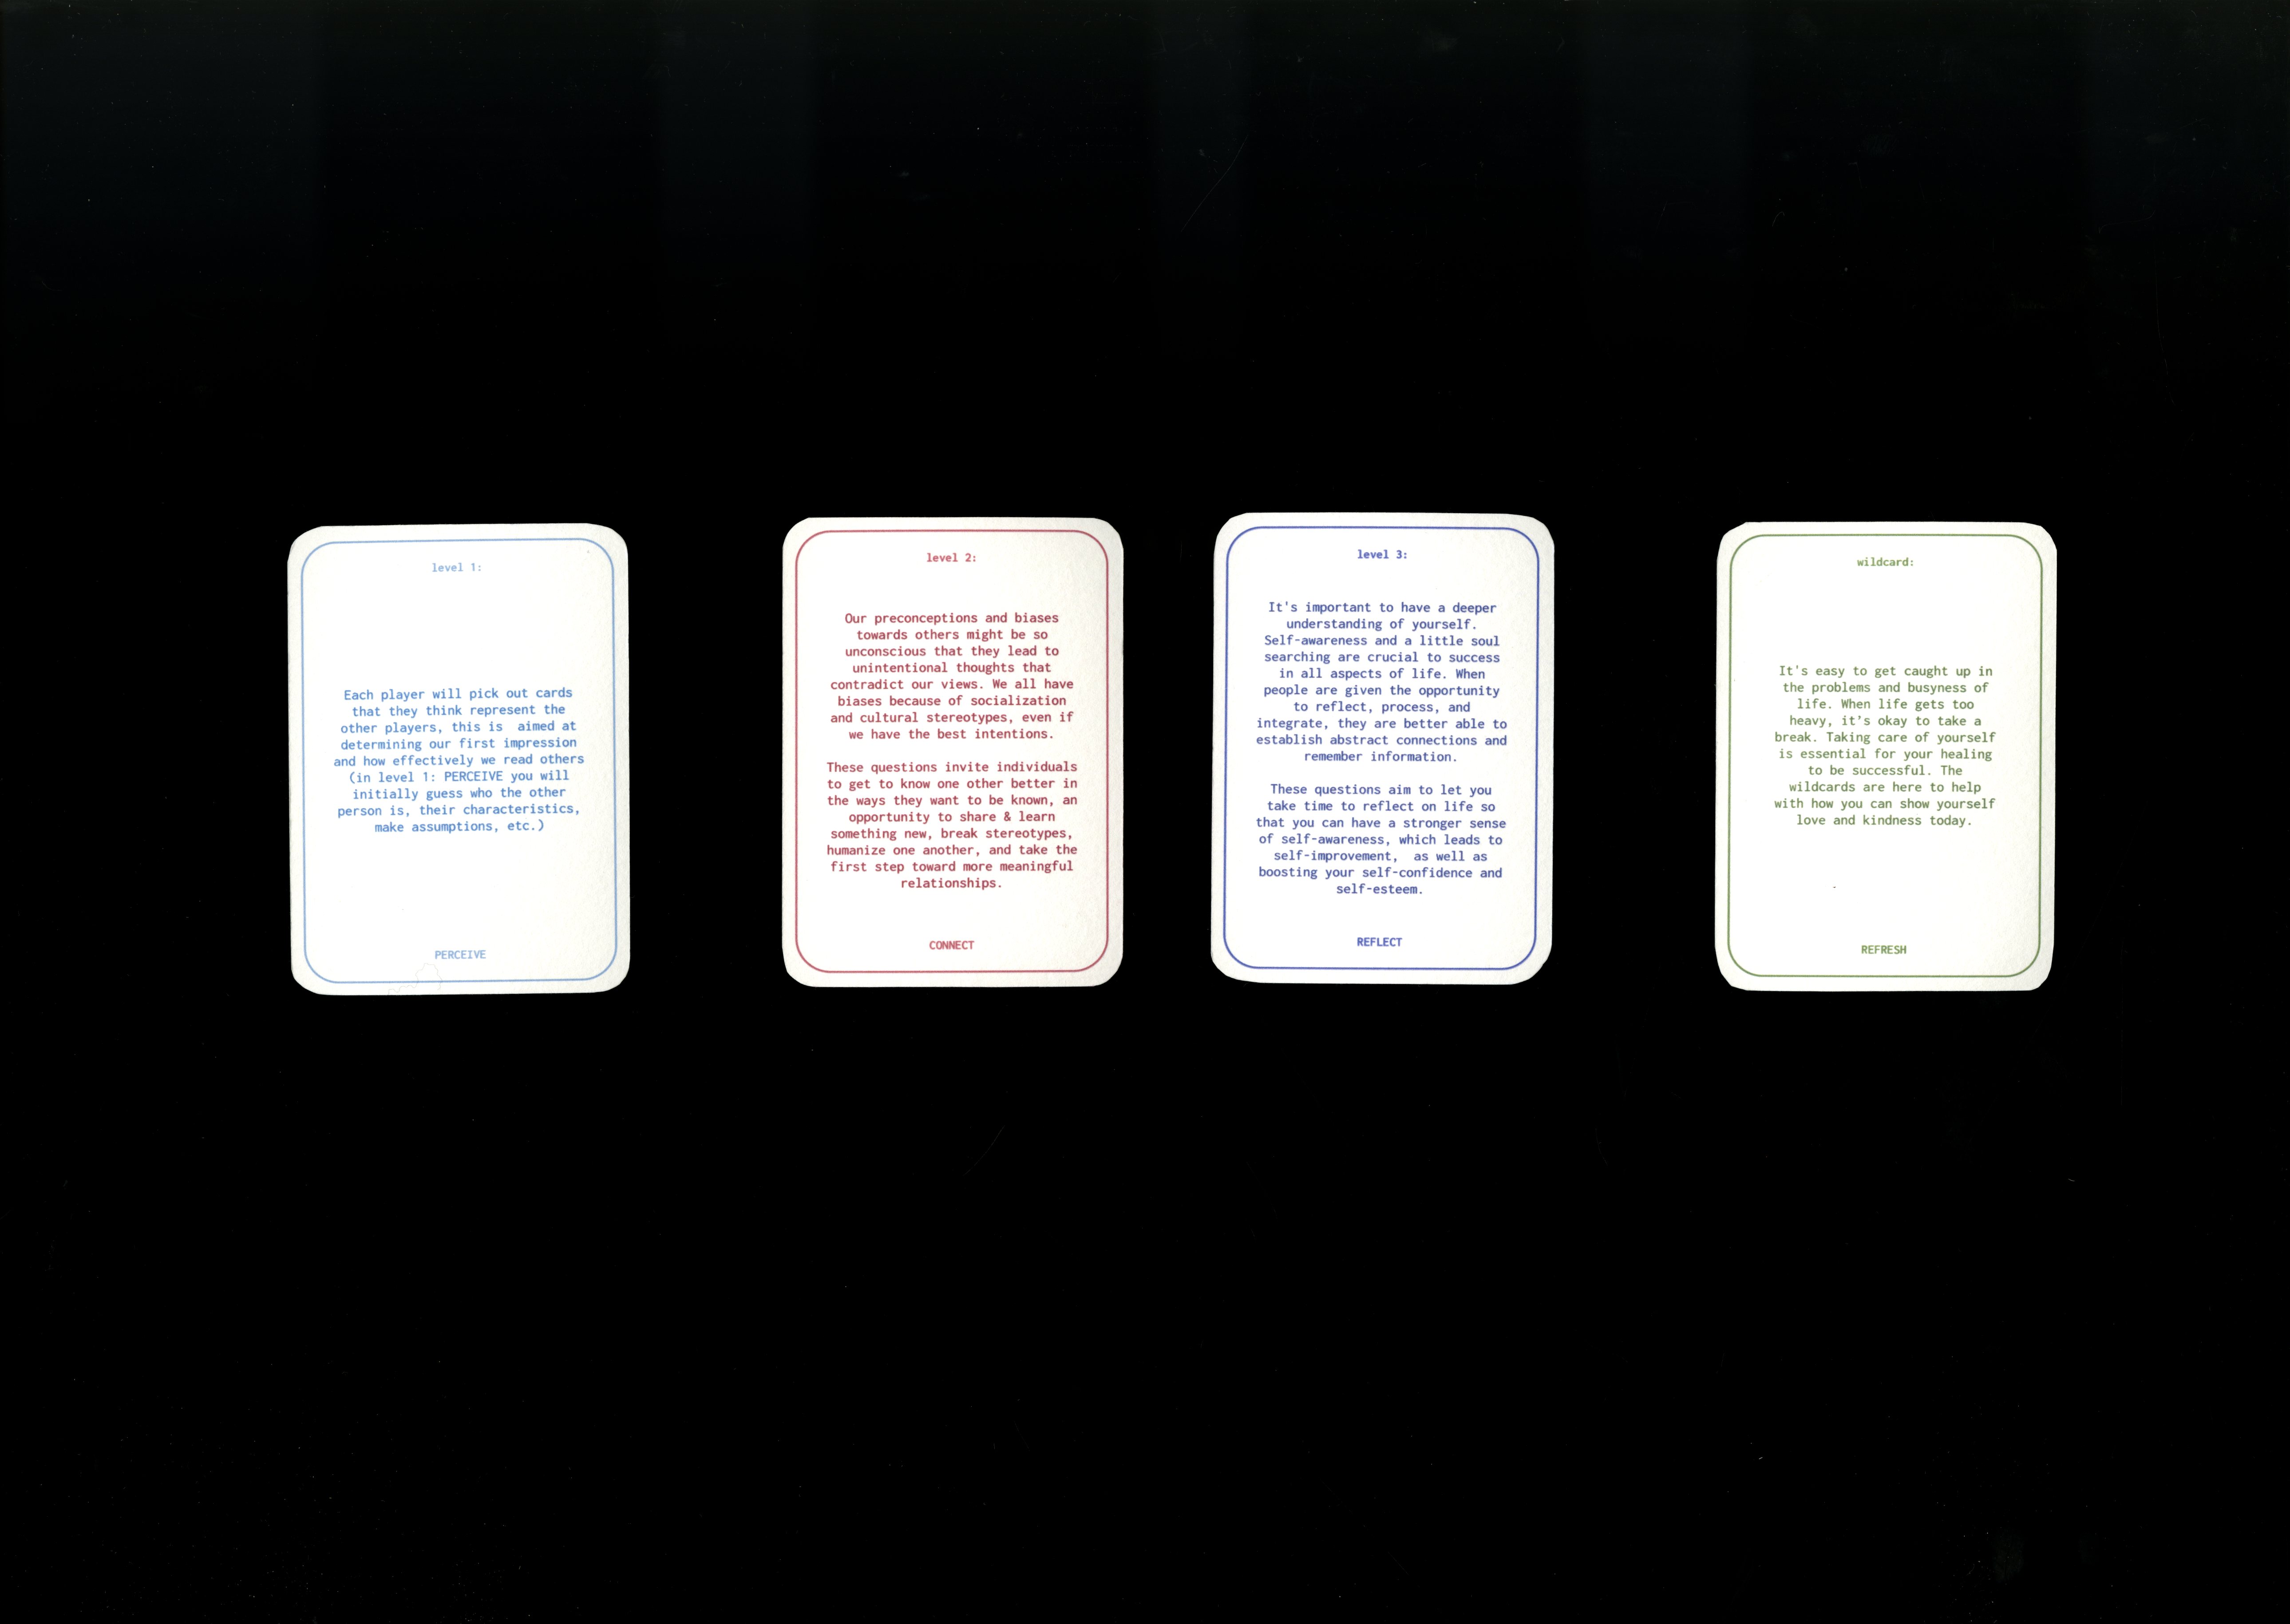 level 1:
Each player will pick out cards
that they think represent the
other players, this is  aimed at
determining our first impression
and how effectively we read others
(in level 1: PERCEIVE you will
initially guess who the other
person is, their characteristics,
make assumptions, etc.)
PERCEIVE
level 2:
Our preconceptions and biases
towards others might be so
unconscious that they lead to
unintentional thoughts that
contradict our views. We all have
biases because of socialization
and cultural stereotypes, even if
we have the best intentions.
These questions invite individuals
to get to know one other better in
the ways they want to be known, an
opportunity to share & learn
something new, break stereotypes,
humanize one another, and take the
first step toward more meaningful
relationships.
CONNECT
level 3:
It's important to have a deeper
understanding of yourself.
Self-awareness and a little soul
searching are crucial to success
in all aspects of life. When
people are given the opportunity
to reflect, process, and
integrate, they are better able to
establish abstract connections and
remember information.
These questions aim to let you
take time to reflect on life so
that you can have a stronger sense
of self-awareness, which leads to
self-improvement,  as well as
boosting your self-confidence and
self-esteem.
REFLECT
wildcard:
It's easy to get caught up in
the problems and busyness of
life. When life gets too
heavy, it’s okay to take a
break. Taking care of yourself
is essential for your healing
to be successful. The
wildcards are here to help
with how you can show yourself
love and kindness today.
REFRESH